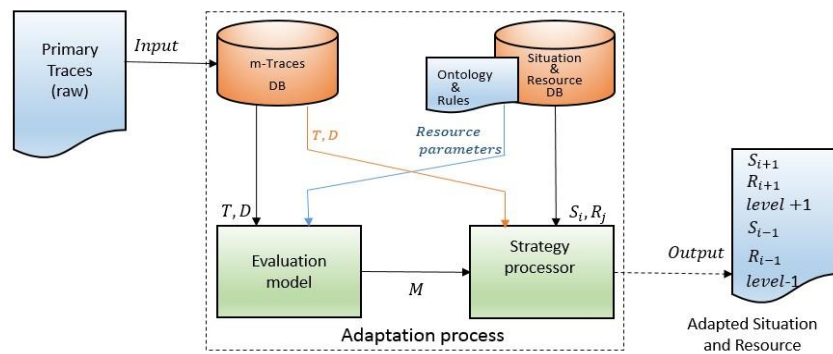 Primary
Traces
(raw)
Input
m-Traces
DB
Ontology
&
Rules
Situation
&
Resource
DB
T, D
Resource
parameters
T, D
S_i, R_j
Evaluation
model
M
Strategy
processor
Adaptation process
Output
S_{i+1}
R_{i+1}
level +1
S_{i-1}
R_{i-1}
level-1
Adapted Situation
and Resource